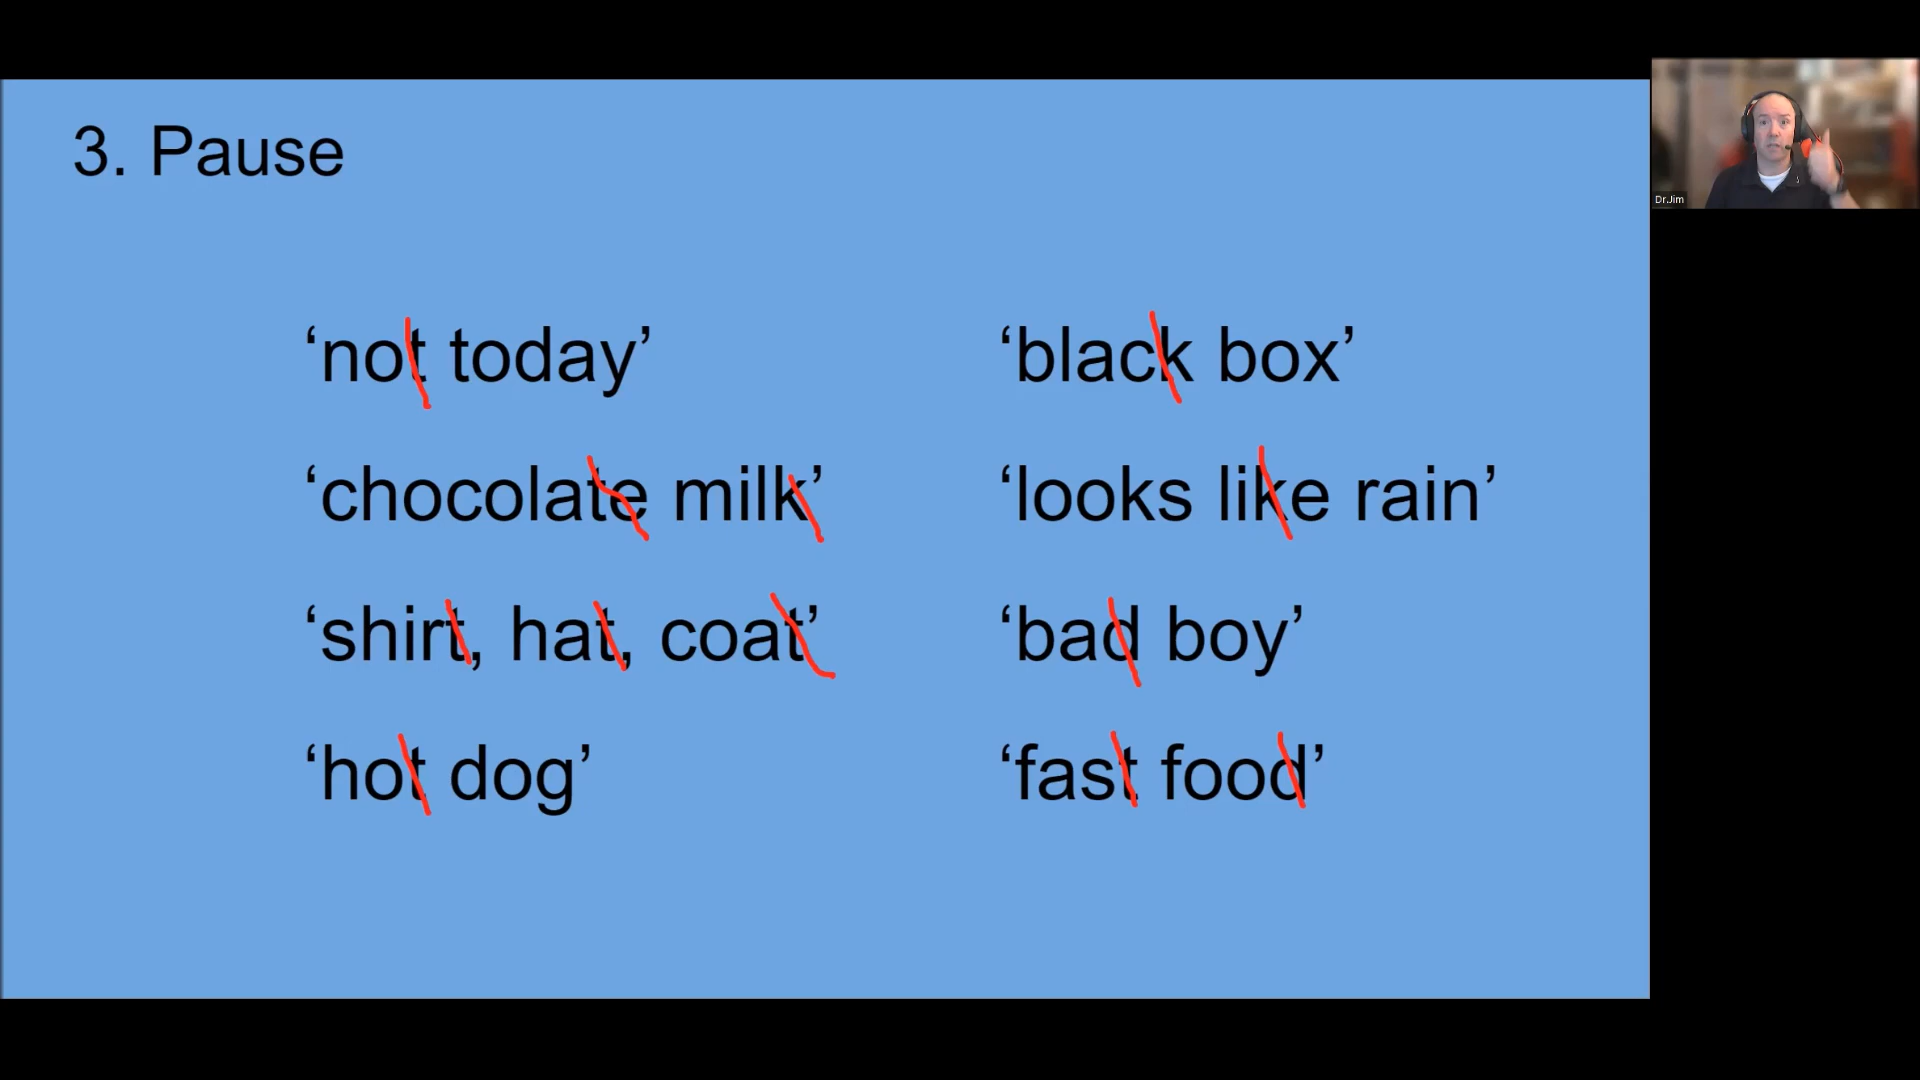 3. Pause
‘not today’
‘chocolate milk’
‘shirt, hat, coat’
‘hot dog’
‘black box’
‘looks like rain’
‘bad boy’
‘fast food’
Dr.Jim